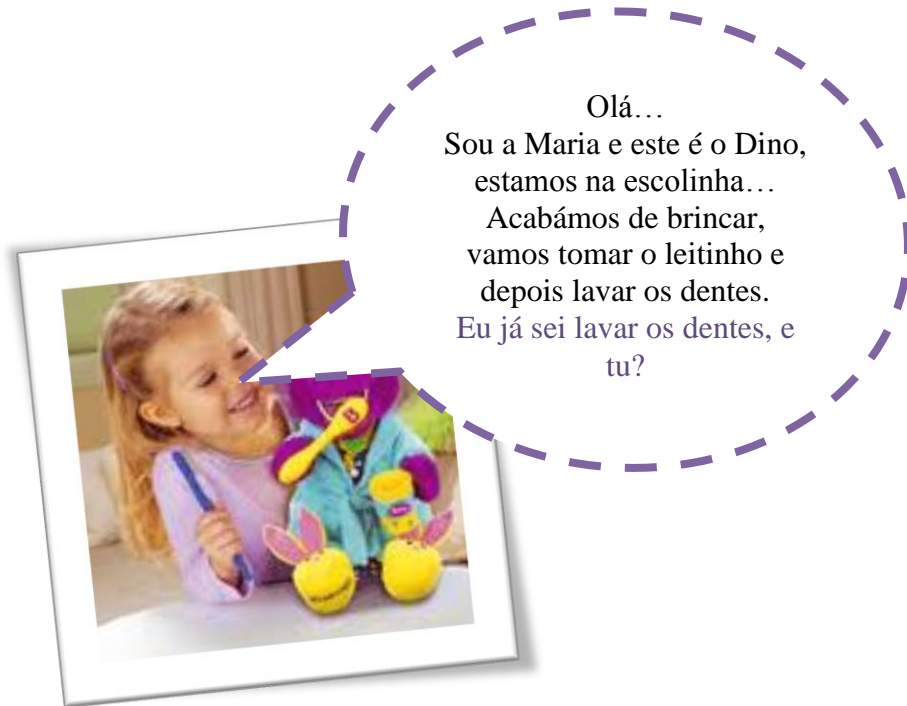 Olá…
Sou a Maria e este é o Dino,
estamos na escolinha…
Acabámos de brincar,
vamos tomar o leitinho e
depois lavar os dentes.
Eu já sei lavar os dentes, e
tu?